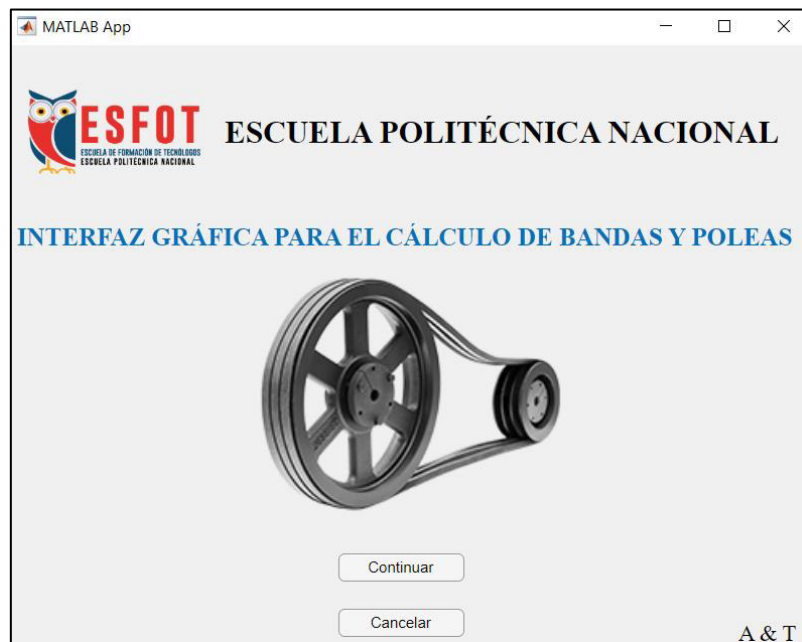 MATLAB App
ESFOT
ESCUELA DE FORMACIÓN DE TECNÓLOGOS
ESCUELA POLITÉCNICA NACIONAL
ESCUELA POLITÉCNICA NACIONAL
INTERFAZ GRÁFICA PARA EL CÁLCULO DE BANDAS Y POLEAS
Continuar
Cancelar
A & T